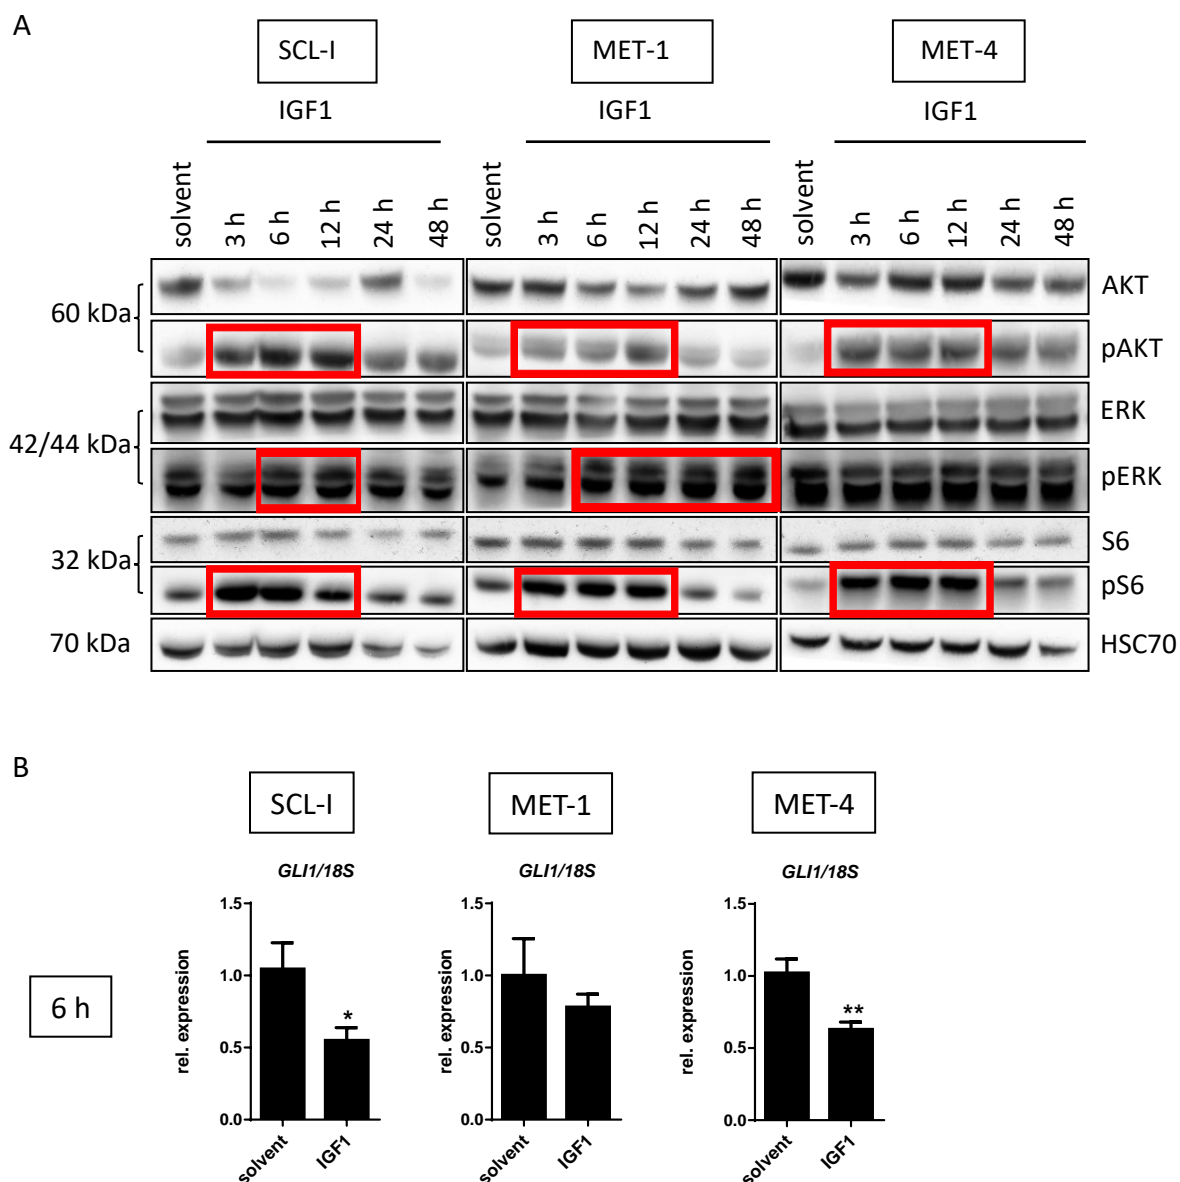 A
SCL-I MET-1 MET-4
IGF1 IGF1 IGF1
solvent 3 h 6 h 12 h 24 h 48 h solvent 3 h 6 h 12 h 24 h 48 h solvent 3 h 6 h 12 h 24 h 48 h
AKT
60 kDa
pAKT
ERK
42/44 kDa
pERK
S6
32 kDa
pS6
70 kDa HSC70
B
SCL-I MET-1 MET-4
GLI1/18S GLI1/18S GLI1/18S
6 h
rel. expression
1.5
1.0
0.5
0.0
*
solvent IGF1
rel. expression
1.5
1.0
0.5
0.0
solvent IGF1
rel. expression
1.5
1.0
0.5
0.0
**
solvent IGF1